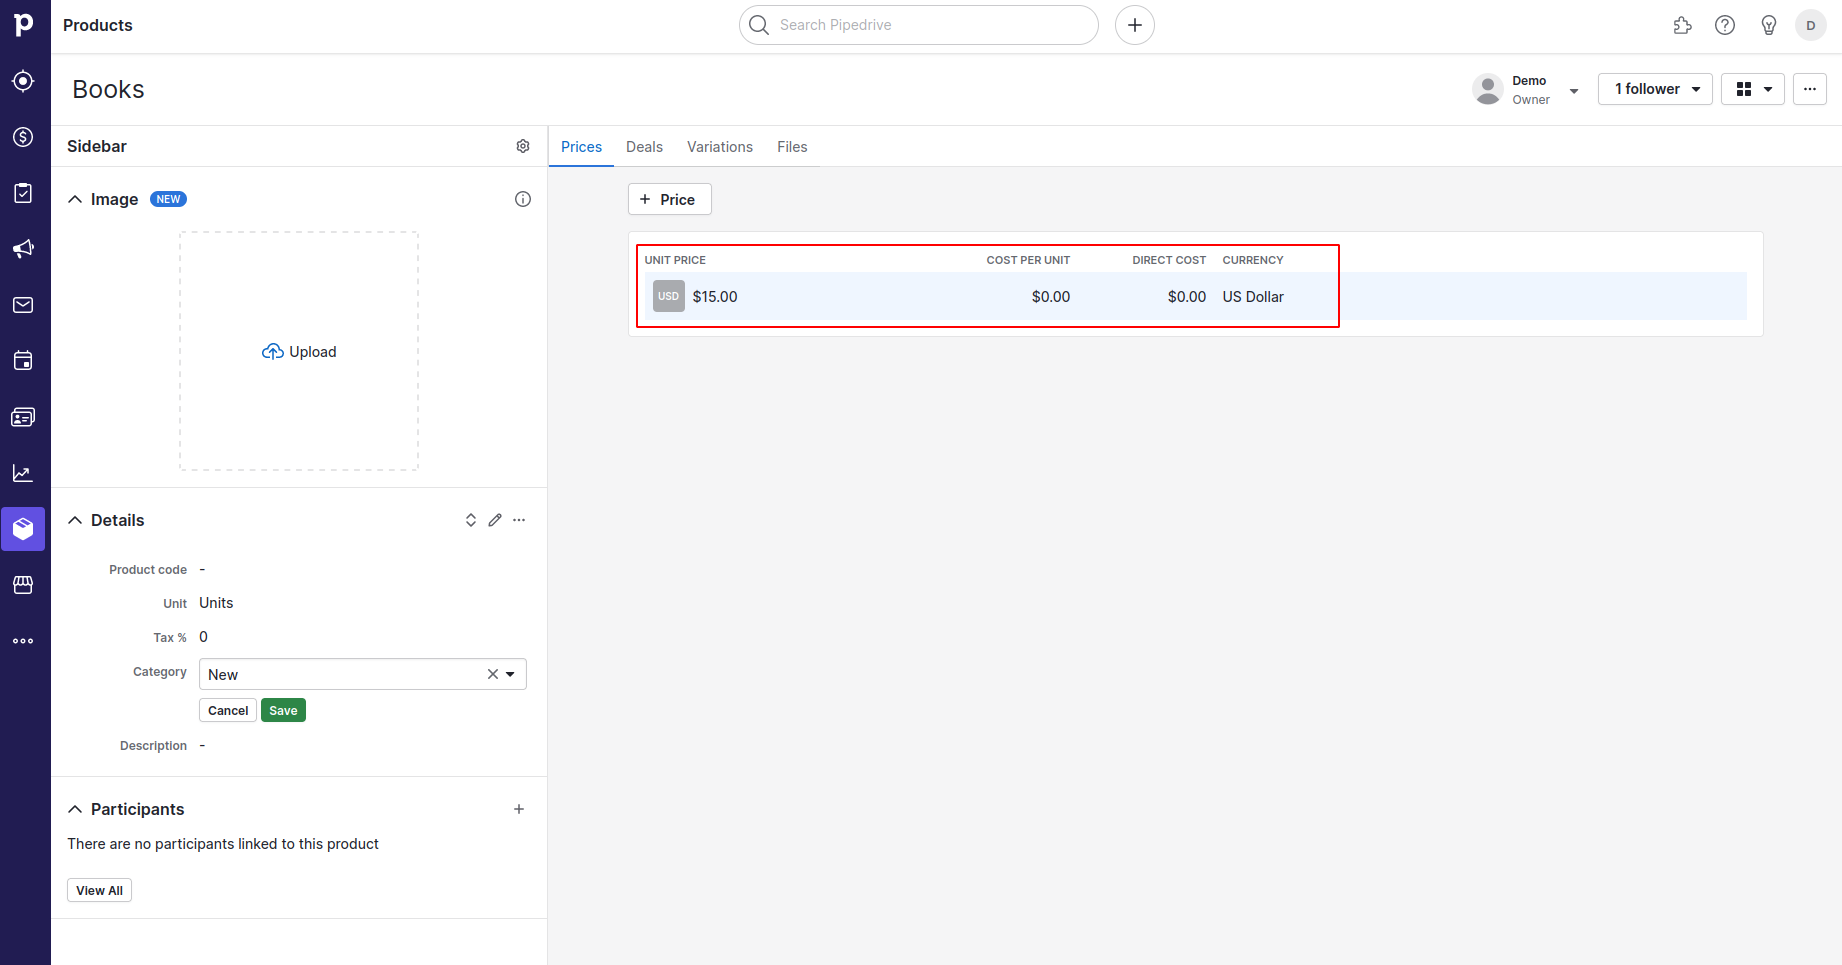 Products
Search Pipedrive
D
Books
Demo
Owner
1 follower
Sidebar
Prices Deals Variations Files
Image NEW
+ Price
UNIT PRICE COST PER UNIT DIRECT COST CURRENCY
USD $15.00 $0.00 $0.00 US Dollar
Upload
Details
Product code -
Unit Units
Tax % 0
Category New
Cancel Save
Description -
Participants
There are no participants linked to this product
View All